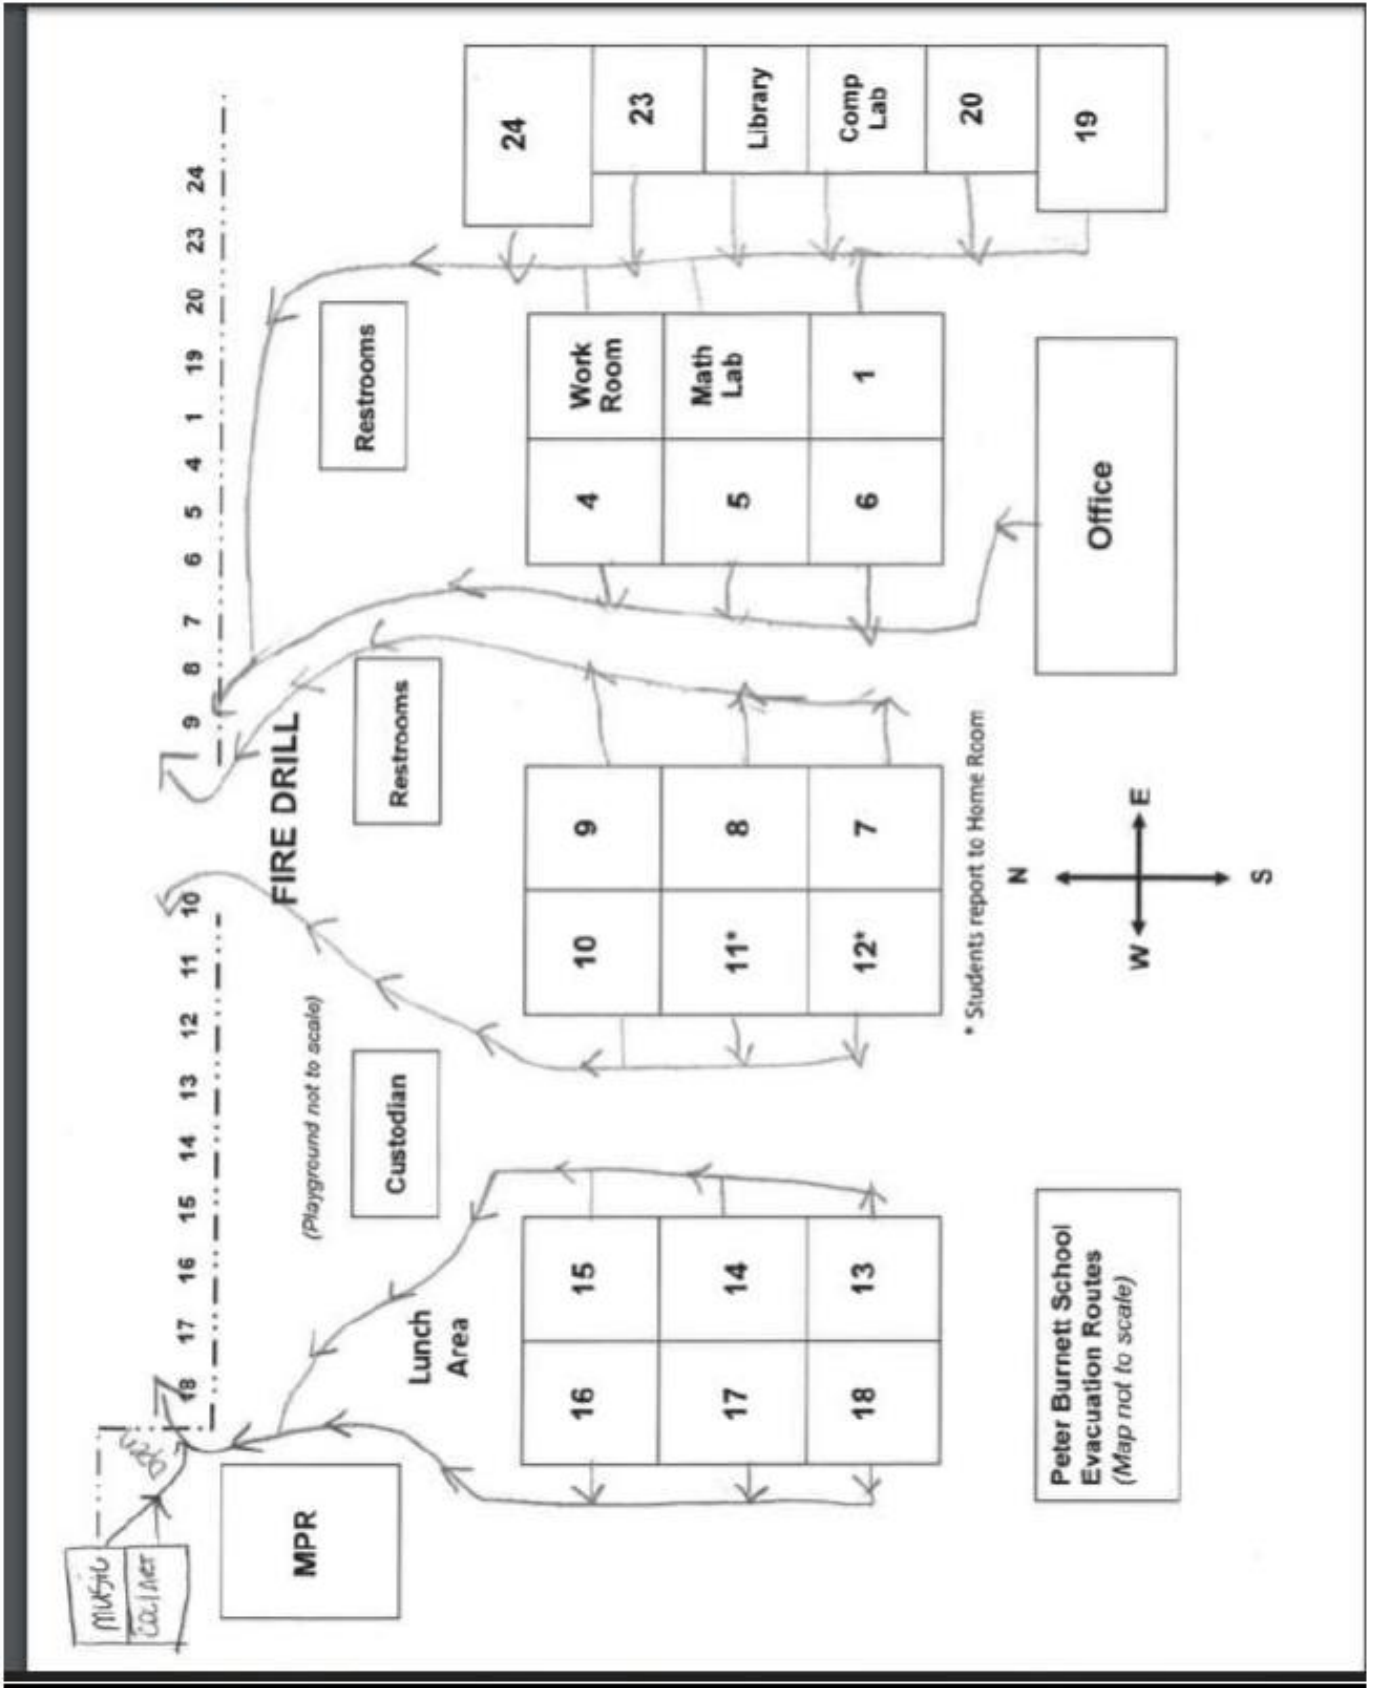 MUSIC
COL/ART
OPEN
18 17 16 15 14 13 12 11 10
9 8 7 6 5 4 1 19 20 23 24
FIRE DRILL
(Playground not to scale)
MPR
Lunch
Area
Custodian
Restrooms
Restrooms
16 15
17 14
18 13
10 9
11* 8
12* 7
4 Work
Room
5 Math
Lab
6 1
24
23
Library
Comp
Lab
20
19
* Students report to Home Room
Office
Peter Burnett School
Evacuation Routes
(Map not to scale)
N
W E
S